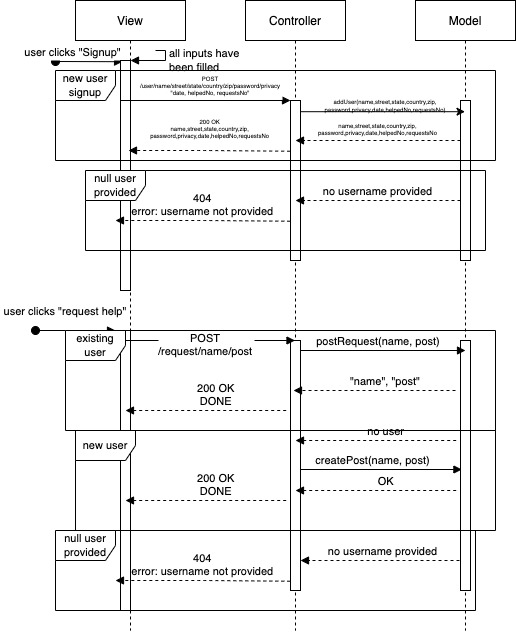 View
Controller
Model
user clicks "Signup"
all inputs have
been filled
new user
signup
POST
/user/name/street/state/country/zip/password/privacy
"date, helpedNo, requestsNo"
addUser(name,street,state,country,zip,
password,privacy,date,helpedNo,requestsNo)
200 OK
name,street,state,country,zip,
password,privacy,date,helpedNo,requestsNo
name,street,state,country,zip,
password,privacy,date,helpedNo,requestsNo
null user
provided
404
error: username not provided
no username provided
user clicks "request help"
existing
user
POST
/request/name/post
postRequest(name, post)
"name", "post"
200 OK
DONE
new user
no user
createPost(name, post)
OK
200 OK
DONE
null user
provided
404
error: username not provided
no username provided